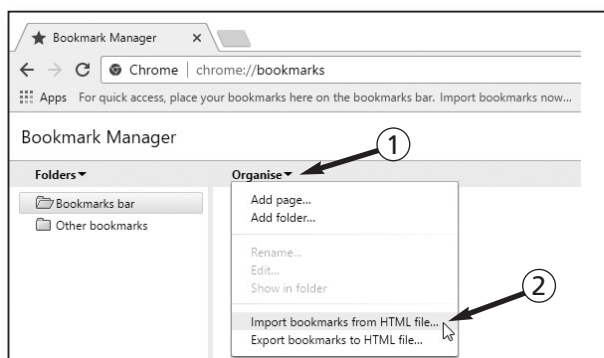 Bookmark Manager
Chrome | chrome://bookmarks
Apps For quick access, place your bookmarks here on the bookmarks bar. Import bookmarks now...
Bookmark Manager
1
Folders
Organise
Bookmarks bar
Other bookmarks
Add page...
Add folder...
Rename...
Edit...
Show in folder
2
Import bookmarks from HTML file...
Export bookmarks to HTML file...